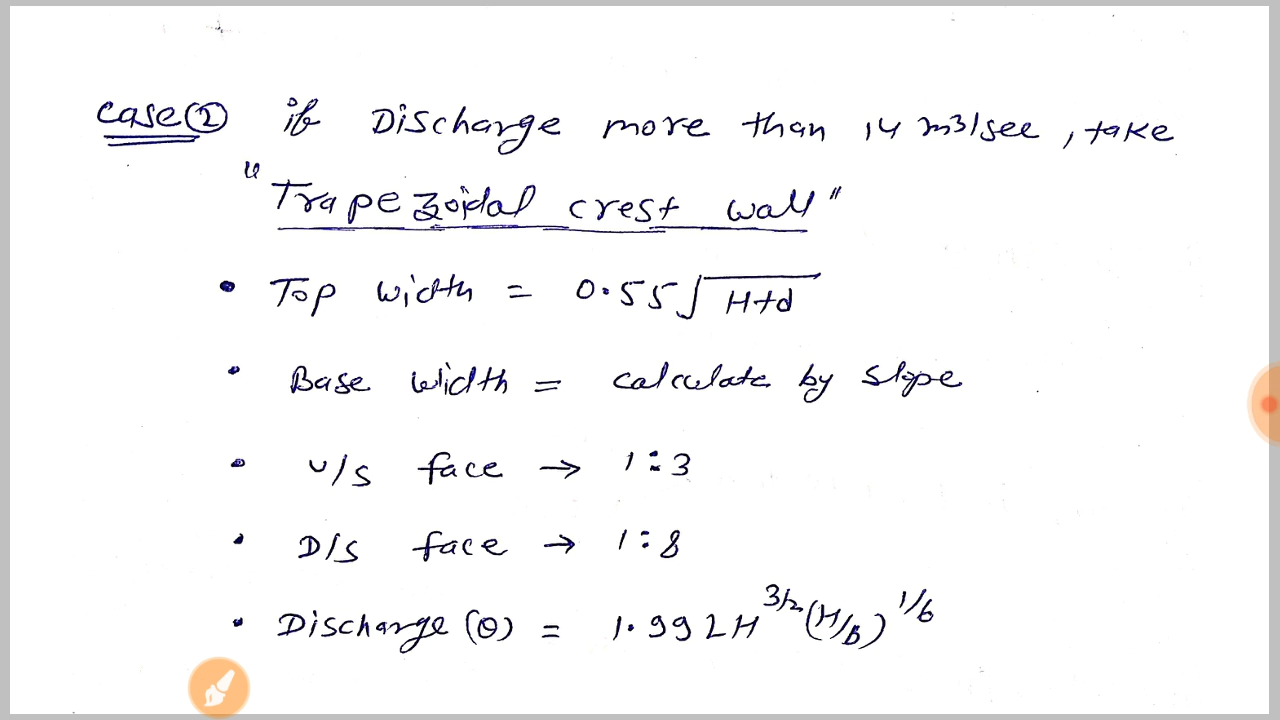 Case② if Discharge more than 14 m3/sec, take
"Trapezoidal crest wall"
• Top width = 0.55√H+d
• Base width = calculate by slope
• U/S face → 1:3
• D/S face → 1:8
• Discharge (Q) = 1.99LH^3/2 (H/B)^1/6